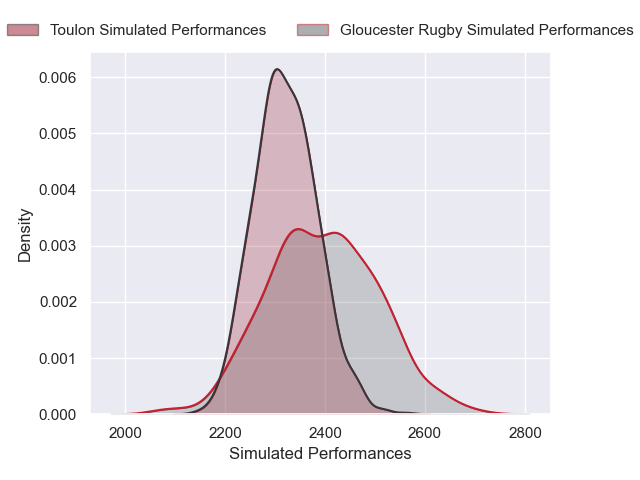 Toulon Simulated Performances Gloucester Rugby Simulated Performances
0.006
0.005
0.004
0.003
0.002
0.001
0.000
Density
2000 2200 2400 2600 2800
Simulated Performances